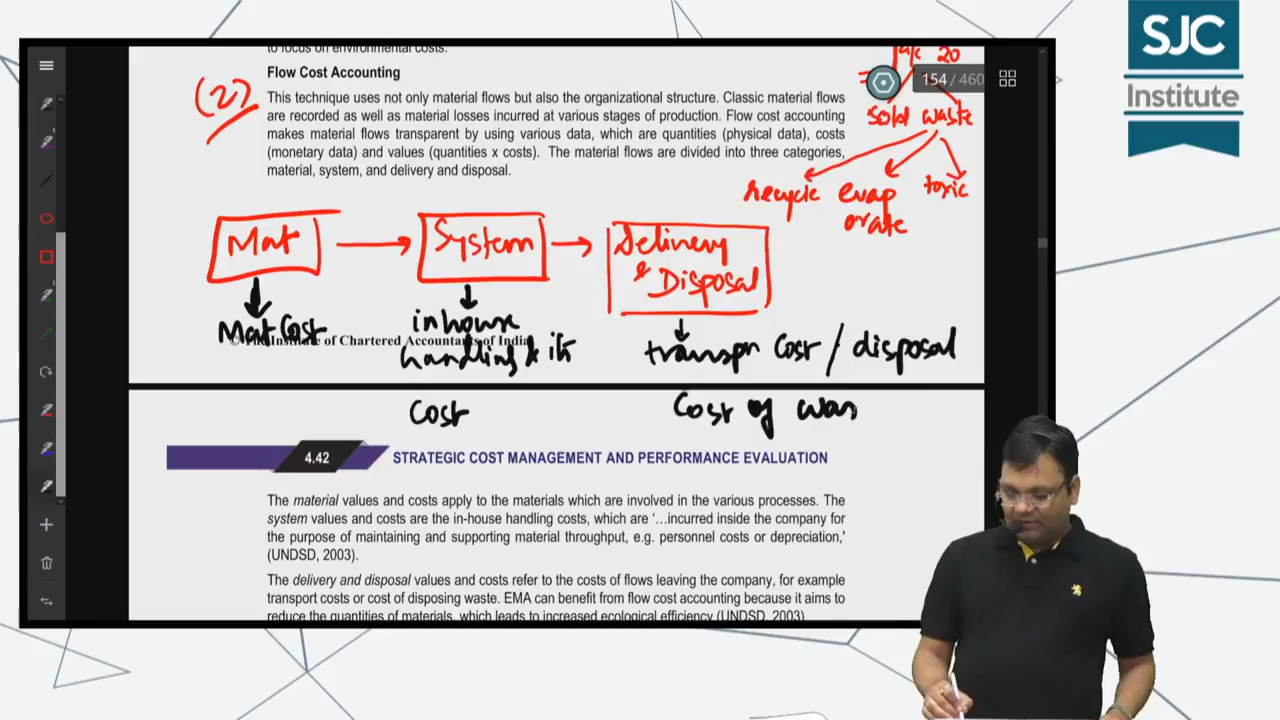 SJC
Institute
to focus on environmental costs.
20
154 / 460
Flow Cost Accounting
(2)
This technique uses not only material flows but also the organizational structure. Classic material flows
are recorded as well as material losses incurred at various stages of production. Flow cost accounting
makes material flows transparent by using various data, which are quantities (physical data), costs
(monetary data) and values (quantities x costs). The material flows are divided into three categories,
material, system, and delivery and disposal.
sold waste
recycle evap toxic
orate
Mat System Delivery
& Disposal
Mat Cost inhouse
© The Institute of Chartered Accountants of India
handling & its transpn cost / disposal
cost cost of was
4.42 STRATEGIC COST MANAGEMENT AND PERFORMANCE EVALUATION
The material values and costs apply to the materials which are involved in the various processes. The
system values and costs are the in-house handling costs, which are ‘…incurred inside the company for
the purpose of maintaining and supporting material throughput, e.g. personnel costs or depreciation,’
(UNDSD, 2003).
The delivery and disposal values and costs refer to the costs of flows leaving the company, for example
transport costs or cost of disposing waste. EMA can benefit from flow cost accounting because it aims to
reduce the quantities of materials, which leads to increased ecological efficiency (UNDSD, 2003)